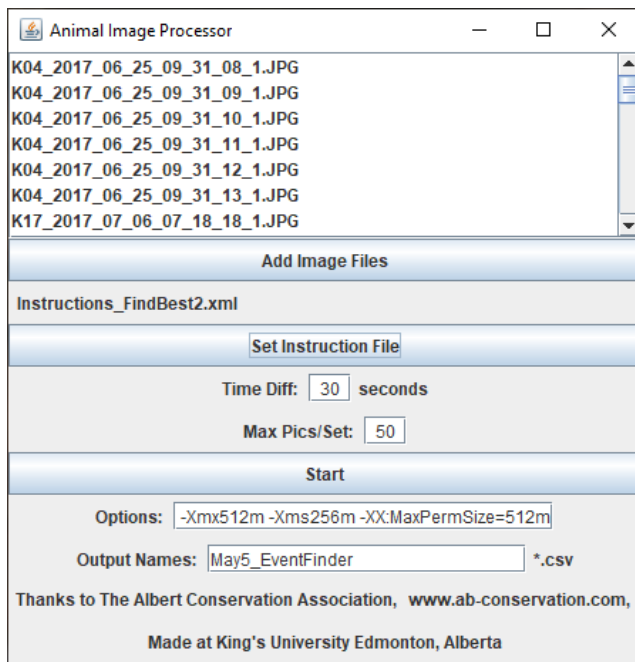 Animal Image Processor
K04_2017_06_25_09_31_08_1.JPG
K04_2017_06_25_09_31_09_1.JPG
K04_2017_06_25_09_31_10_1.JPG
K04_2017_06_25_09_31_11_1.JPG
K04_2017_06_25_09_31_12_1.JPG
K04_2017_06_25_09_31_13_1.JPG
K17_2017_07_06_07_18_18_1.JPG
Add Image Files
Instructions_FindBest2.xml
Set Instruction File
Time Diff: 30 seconds
Max Pics/Set: 50
Start
Options: -Xmx512m -Xms256m -XX:MaxPermSize=512m
Output Names: May5_EventFinder *.csv
Thanks to The Albert Conservation Association, www.ab-conservation.com,
Made at King's University Edmonton, Alberta